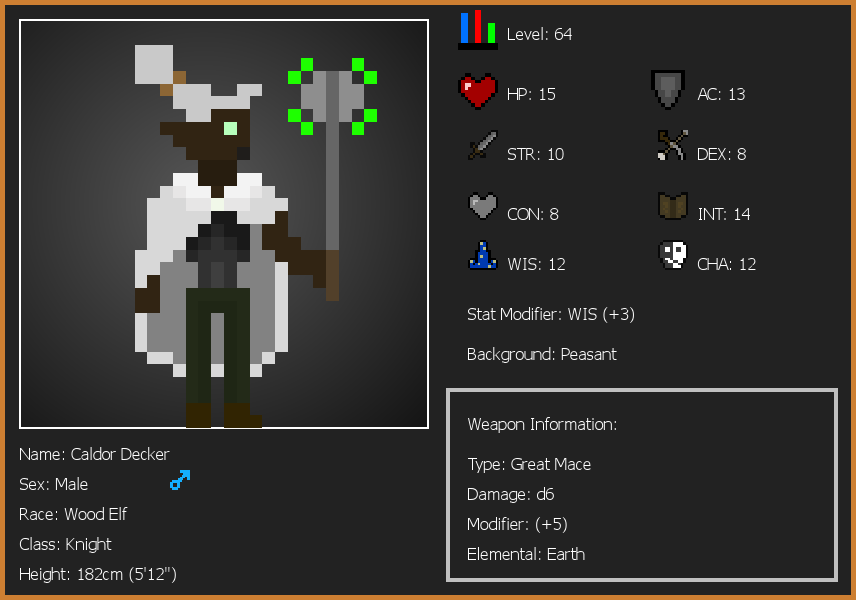 Level: 64
HP: 15
AC: 13
STR: 10
DEX: 8
CON: 8
INT: 14
WIS: 12
CHA: 12
Stat Modifier: WIS (+3)
Background: Peasant
Weapon Information:
Type: Great Mace
Damage: d6
Modifier: (+5)
Elemental: Earth
Name: Caldor Decker
Sex: Male
Race: Wood Elf
Class: Knight
Height: 182cm (5'12")